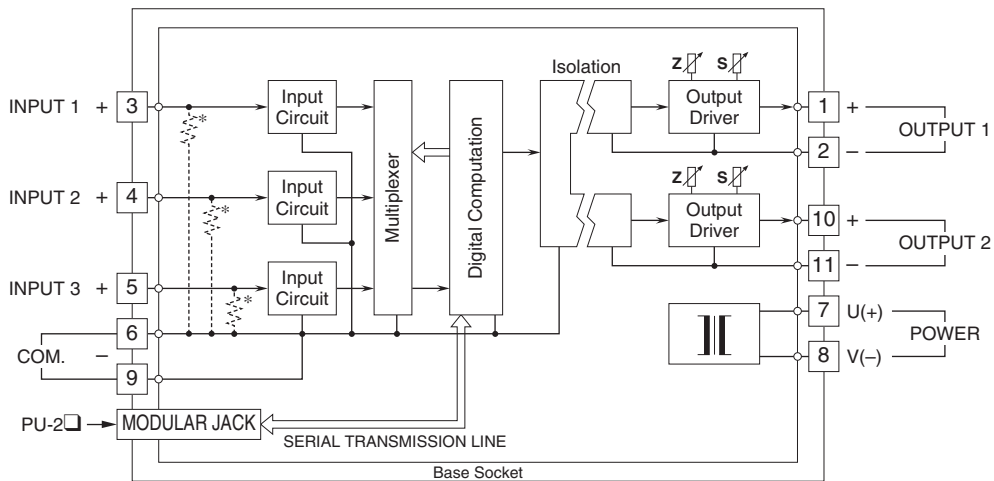 Isolation
Z S
INPUT 1 + 3
*
Input
Circuit
Output
Driver
1 +
OUTPUT 1
2 –
Multiplexer
Digital Computation
INPUT 2 + 4
*
Input
Circuit
Z S
Output
Driver
10 +
OUTPUT 2
11 –
INPUT 3 + 5
*
Input
Circuit
6
COM. –
9
7 U(+)
POWER
8 V(–)
PU-2❏ MODULAR JACK
SERIAL TRANSMISSION LINE
Base Socket